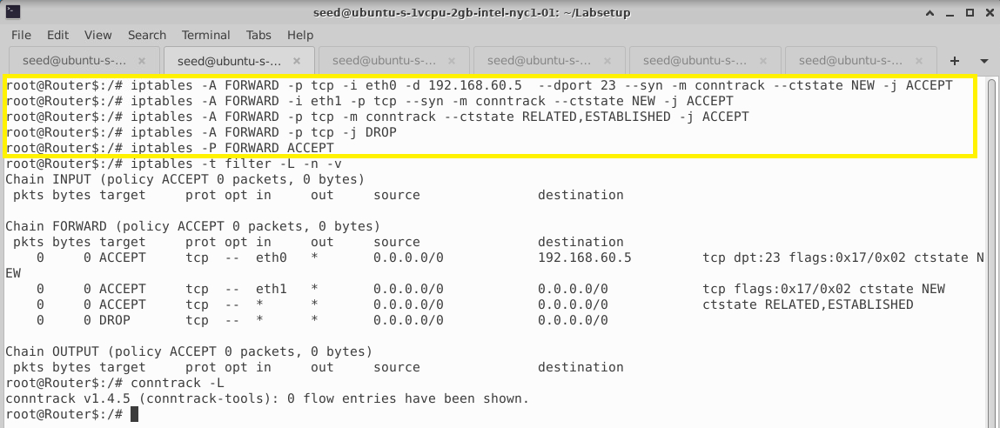 seed@ubuntu-s-1vcpu-2gb-intel-nyc1-01: ~/Labsetup
File Edit View Search Terminal Tabs Help
seed@ubuntu-s-... × seed@ubuntu-s-... × seed@ubuntu-s-... × seed@ubuntu-s-... × seed@ubuntu-s-... × seed@ubuntu-s-... ×
root@Router$:/# iptables -A FORWARD -p tcp -i eth0 -d 192.168.60.5  --dport 23 --syn -m conntrack --ctstate NEW -j ACCEPT
root@Router$:/# iptables -A FORWARD -i eth1 -p tcp --syn -m conntrack --ctstate NEW -j ACCEPT
root@Router$:/# iptables -A FORWARD -p tcp -m conntrack --ctstate RELATED,ESTABLISHED -j ACCEPT
root@Router$:/# iptables -A FORWARD -p tcp -j DROP
root@Router$:/# iptables -P FORWARD ACCEPT
root@Router$:/# iptables -t filter -L -n -v
Chain INPUT (policy ACCEPT 0 packets, 0 bytes)
 pkts bytes target     prot opt in     out     source               destination

Chain FORWARD (policy ACCEPT 0 packets, 0 bytes)
 pkts bytes target     prot opt in     out     source               destination
    0     0 ACCEPT     tcp  --  eth0   *       0.0.0.0/0            192.168.60.5         tcp dpt:23 flags:0x17/0x02 ctstate N
EW
    0     0 ACCEPT     tcp  --  eth1   *       0.0.0.0/0            0.0.0.0/0            tcp flags:0x17/0x02 ctstate NEW
    0     0 ACCEPT     tcp  --  *      *       0.0.0.0/0            0.0.0.0/0            ctstate RELATED,ESTABLISHED
    0     0 DROP       tcp  --  *      *       0.0.0.0/0            0.0.0.0/0

Chain OUTPUT (policy ACCEPT 0 packets, 0 bytes)
 pkts bytes target     prot opt in     out     source               destination
root@Router$:/# conntrack -L
conntrack v1.4.5 (conntrack-tools): 0 flow entries have been shown.
root@Router$:/#